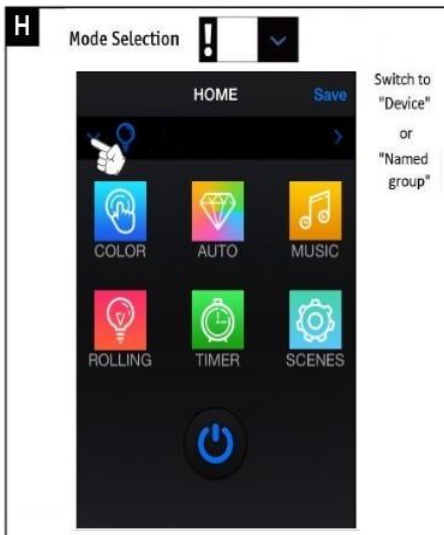 H
Mode Selection !
HOME Save
Switch to
"Device"
or
"Named
group"
COLOR AUTO MUSIC
ROLLING TIMER SCENES